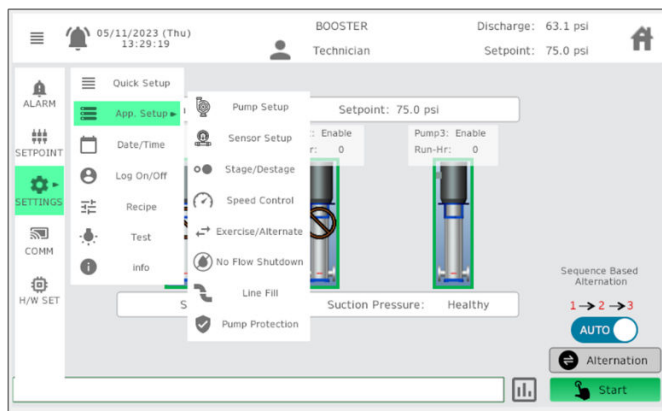 05/11/2023 (Thu)
13:29:19
BOOSTER
Technician
Discharge: 63.1 psi
Setpoint: 75.0 psi
ALARM
SETPOINT
SETTINGS
COMM
H/W SET
Quick Setup
App. Setup
Date/Time
Log On/Off
Recipe
Test
Info
Pump Setup
Sensor Setup
Stage/Destage
Speed Control
Exercise/Alternate
No Flow Shutdown
Line Fill
Pump Protection
Setpoint: 75.0 psi
: Enable
r: 0
Pump3: Enable
Run-Hr: 0
S
Suction Pressure: Healthy
Sequence Based
Alternation
1 → 2 → 3
AUTO
Alternation
Start